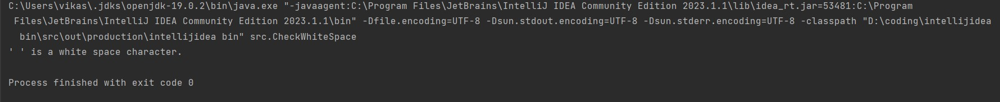 C:\Users\vikas\.jdks\openjdk-19.0.2\bin\java.exe "-javaagent:C:\Program Files\JetBrains\IntelliJ IDEA Community Edition 2023.1.1\lib\idea_rt.jar=53481:C:\Program
Files\JetBrains\IntelliJ IDEA Community Edition 2023.1.1\bin" -Dfile.encoding=UTF-8 -Dsun.stdout.encoding=UTF-8 -Dsun.stderr.encoding=UTF-8 -classpath "D:\coding\intellijidea
bin\src\out\production\intellijidea bin" src.CheckWhiteSpace
' ' is a white space character.
Process finished with exit code 0